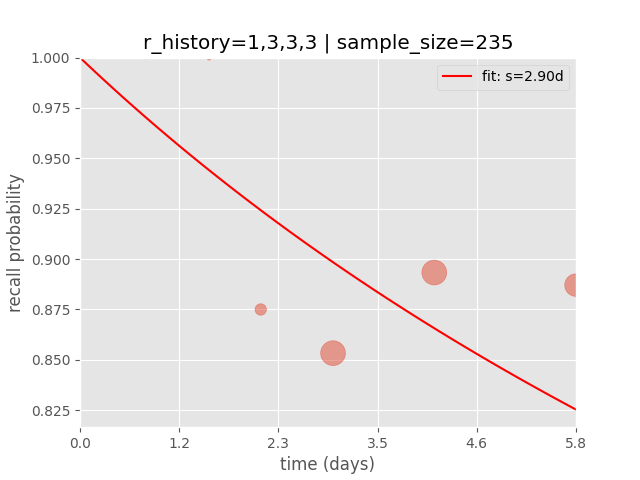 r_history=1,3,3,3 | sample_size=235
fit: s=2.90d
1.000
0.975
0.950
0.925
0.900
0.875
0.850
0.825
recall probability
0.0 1.2 2.3 3.5 4.6 5.8
time (days)